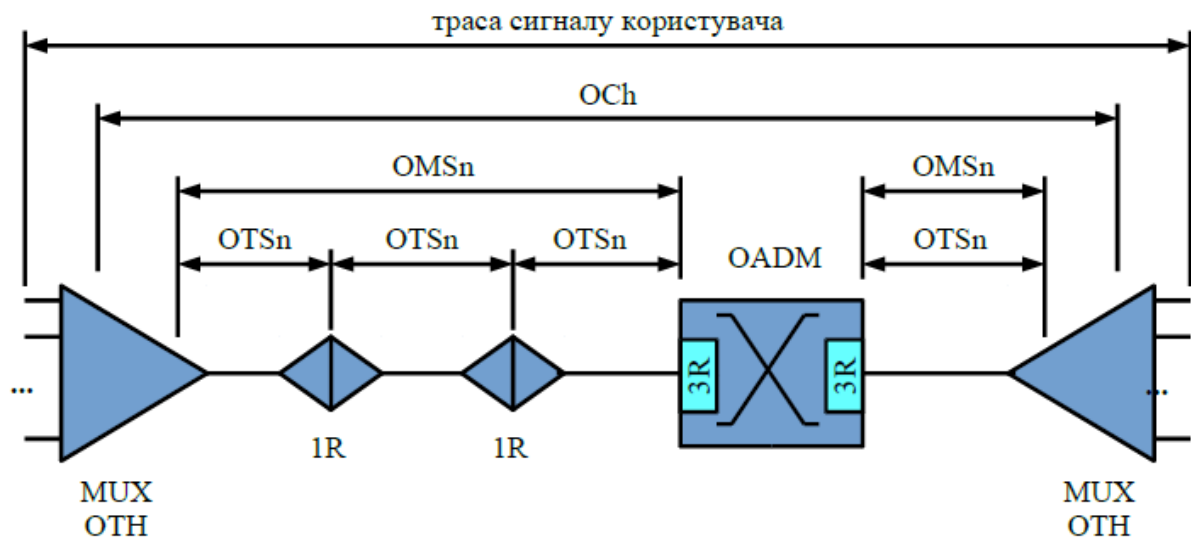 траса сигналу користувача
OCh
OMSn
OMSn
OTSn
OTSn
OTSn
OTSn
OADM
...
3R
3R
...
1R
1R
MUX
OTH
MUX
OTH